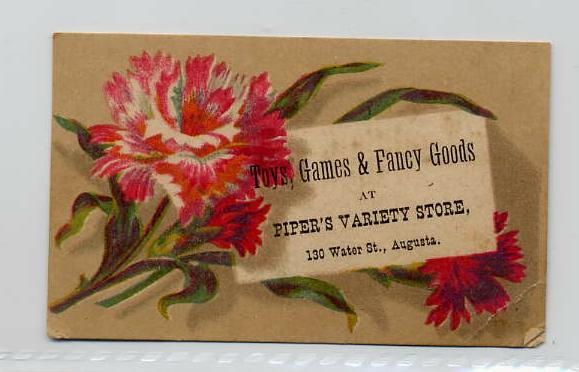 Toys, Games & Fancy Goods
AT
PIPER'S VARIETY STORE,
130 Water St., Augusta.